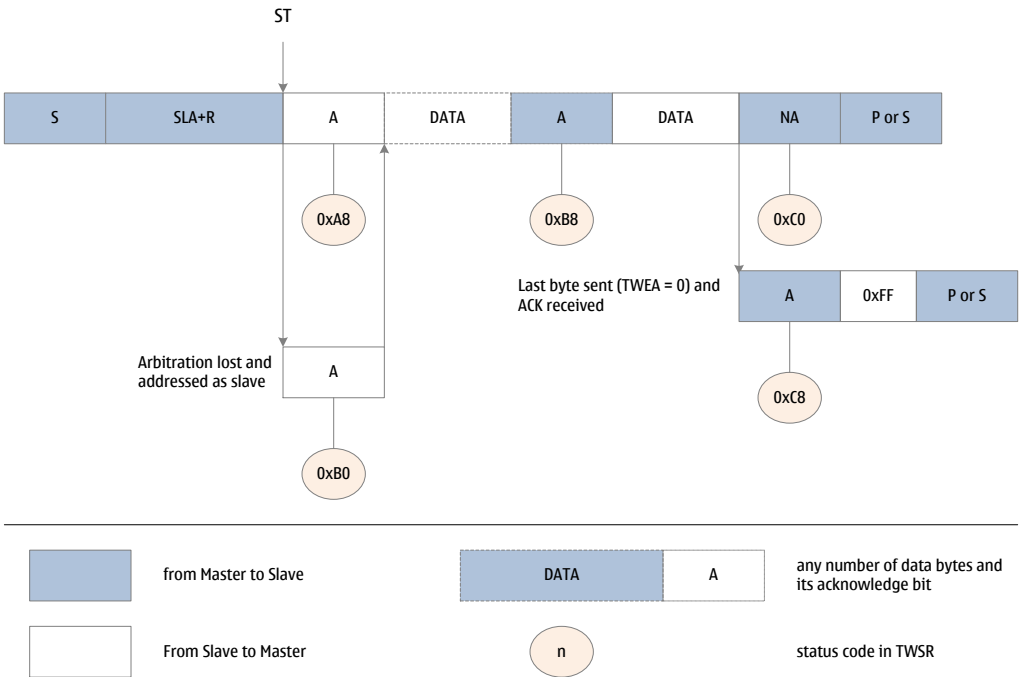 ST
S SLA+R A DATA A DATA NA P or S
0xA8 0xB8 0xC0
Last byte sent (TWEA = 0) and
ACK received
A 0xFF P or S
Arbitration lost and
addressed as slave
A
0xC8
0xB0
from Master to Slave
DATA A
any number of data bytes and
its acknowledge bit
From Slave to Master
n
status code in TWSR